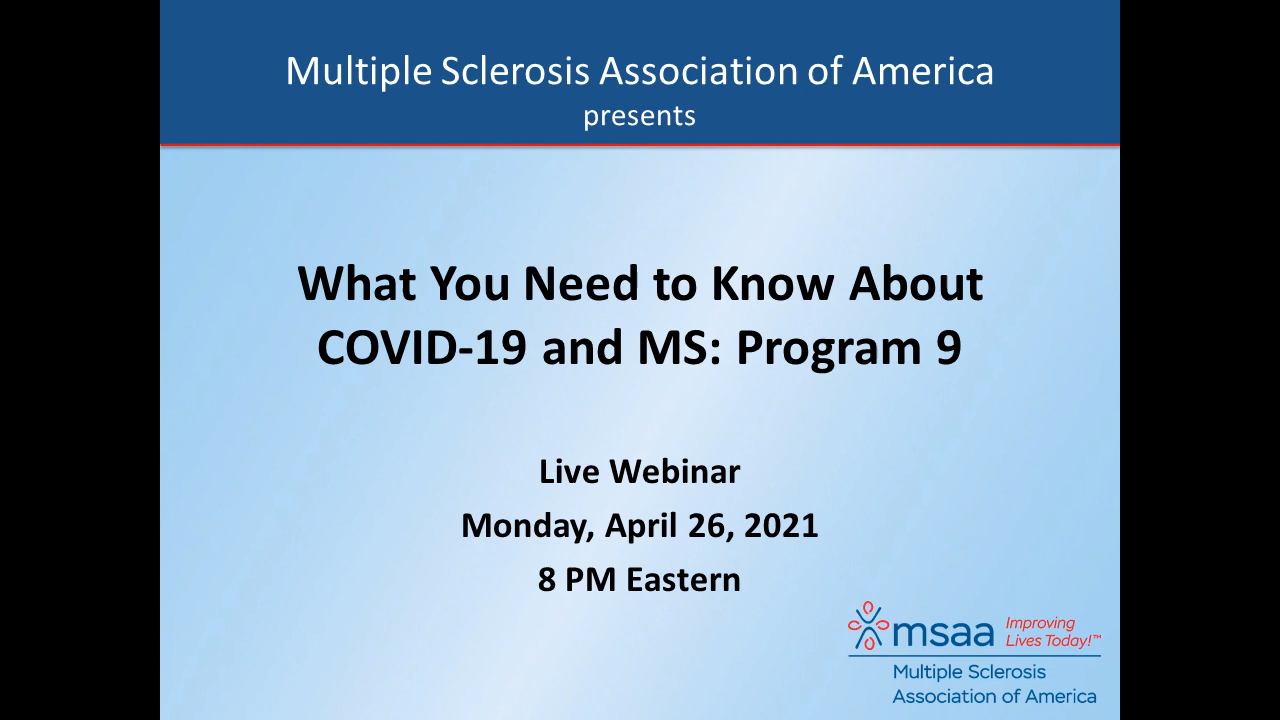 Multiple Sclerosis Association of America
presents
What You Need to Know About
COVID-19 and MS: Program 9
Live Webinar
Monday, April 26, 2021
8 PM Eastern
msaa Improving
Lives Today!™
Multiple Sclerosis
Association of America